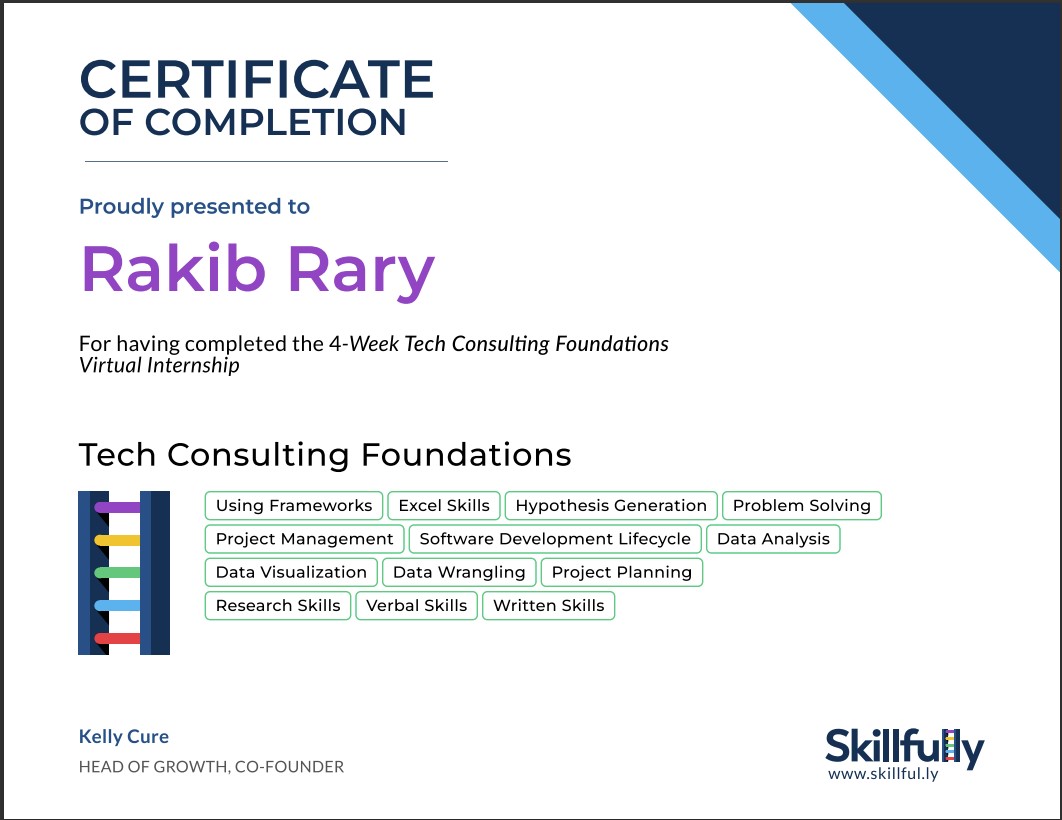 CERTIFICATE
OF COMPLETION
Proudly presented to
Rakib Rary
For having completed the 4-Week Tech Consulting Foundations
Virtual Internship
Tech Consulting Foundations
Using Frameworks Excel Skills Hypothesis Generation Problem Solving
Project Management Software Development Lifecycle Data Analysis
Data Visualization Data Wrangling Project Planning
Research Skills Verbal Skills Written Skills
Kelly Cure
HEAD OF GROWTH, CO-FOUNDER
Skillfully
www.skillful.ly